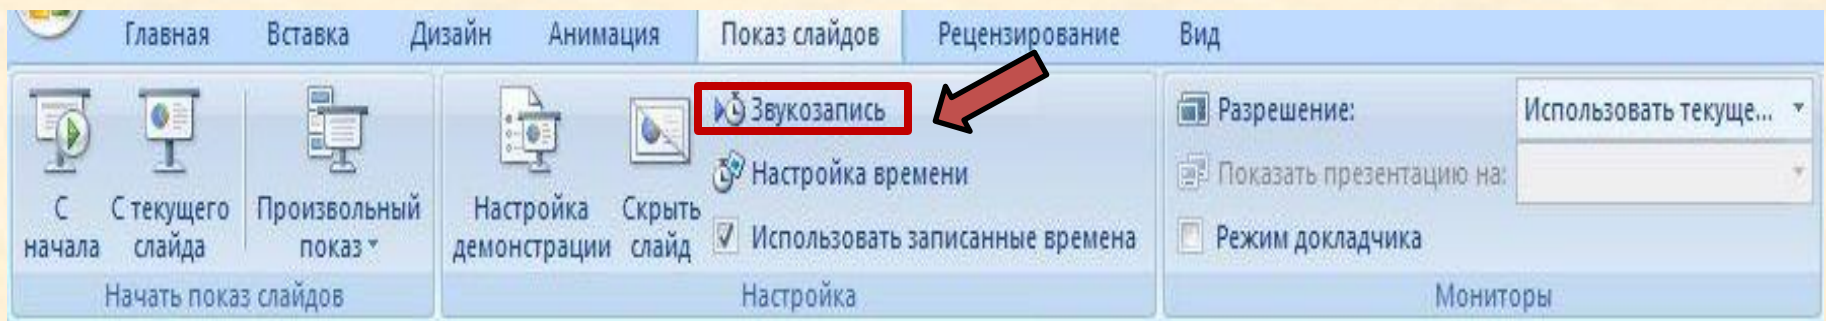 Главная Вставка Дизайн Анимация Показ слайдов Рецензирование Вид
С начала
С текущего слайда
Произвольный показ
Настройка демонстрации
Скрыть слайд
Звукозапись
Настройка времени
Использовать записанные времена
Разрешение: Использовать текуще...
Показать презентацию на:
Режим докладчика
Начать показ слайдов Настройка Мониторы